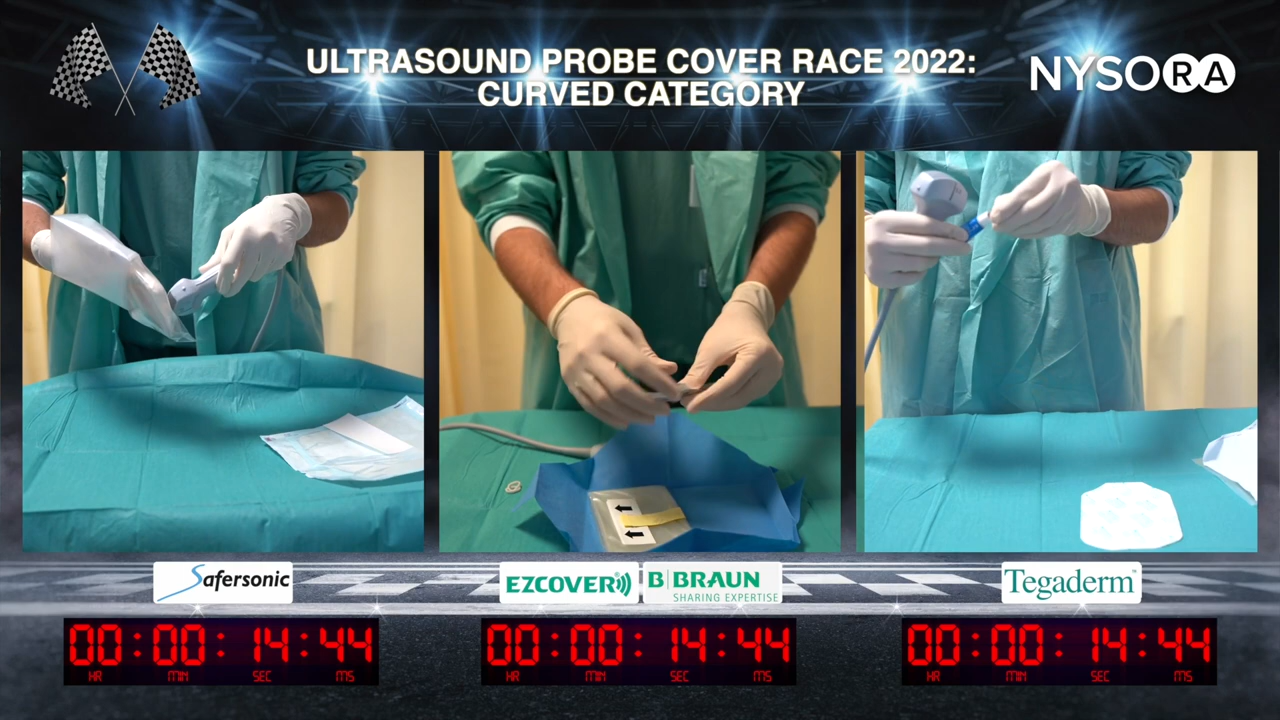 ULTRASOUND PROBE COVER RACE 2022:
CURVED CATEGORY
NYSORA
Safersonic
EZCOVER
B|BRAUN
SHARING EXPERTISE
Tegaderm™
00:00:14:44
HR MIN SEC MS
00:00:14:44
HR MIN SEC MS
00:00:14:44
HR MIN SEC MS